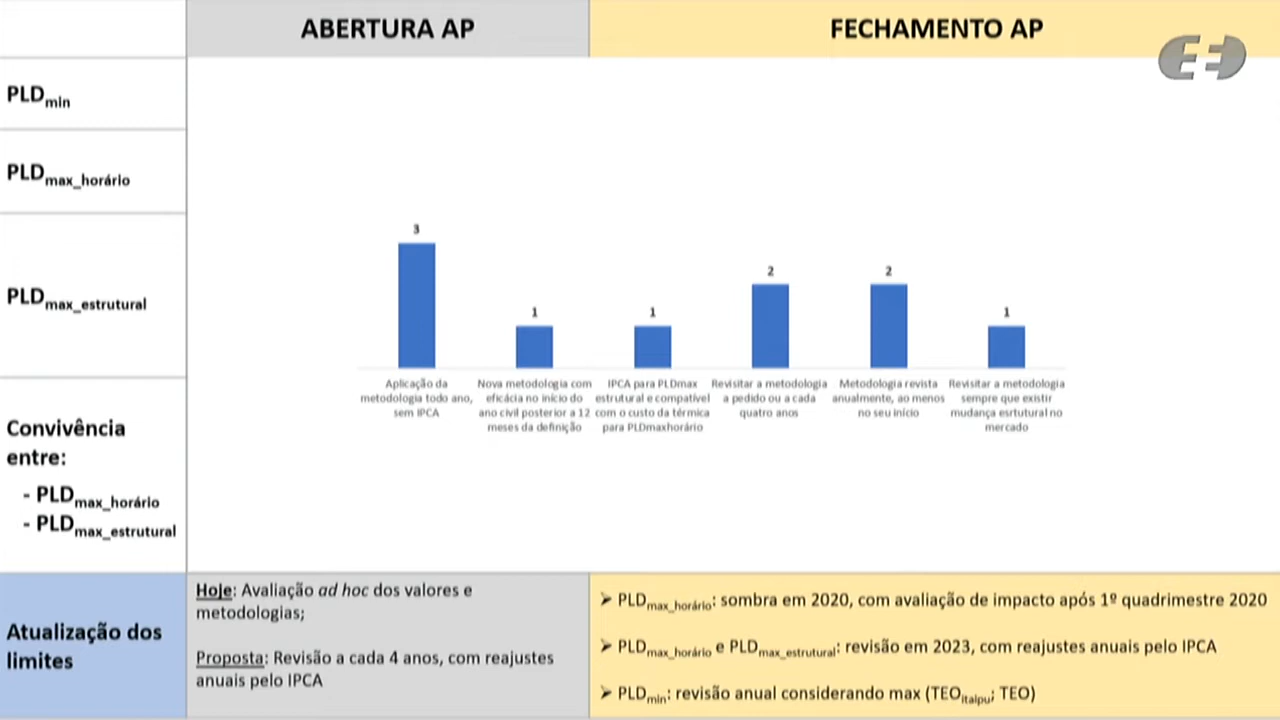 ABERTURA AP
FECHAMENTO AP
PLDmin
PLDmax_horário
PLDmax_estrutural
Convivência
entre:
- PLDmax_horário
- PLDmax_estrutural
3
1
1
2
2
1
Aplicação da
metodologia todo ano,
sem IPCA
Nova metodologia com
eficácia no início do
ano civil posterior a 12
meses da definição
IPCA para PLDmax
estrutural e compatível
com o custo da térmica
para PLDmaxhorário
Revisitar a metodologia
a pedido ou a cada
quatro anos
Metodologia revista
anualmente, ao menos
no seu início
Revisitar a metodologia
sempre que existir
mudança esrtutural no
mercado
Atualização dos
limites
Hoje: Avaliação ad hoc dos valores e
metodologias;
Proposta: Revisão a cada 4 anos, com reajustes
anuais pelo IPCA
➢ PLDmax_horário: sombra em 2020, com avaliação de impacto após 1º quadrimestre 2020
➢ PLDmax_horário e PLDmax_estrutural: revisão em 2023, com reajustes anuais pelo IPCA
➢ PLDmin: revisão anual considerando max (TEOitaipu; TEO)